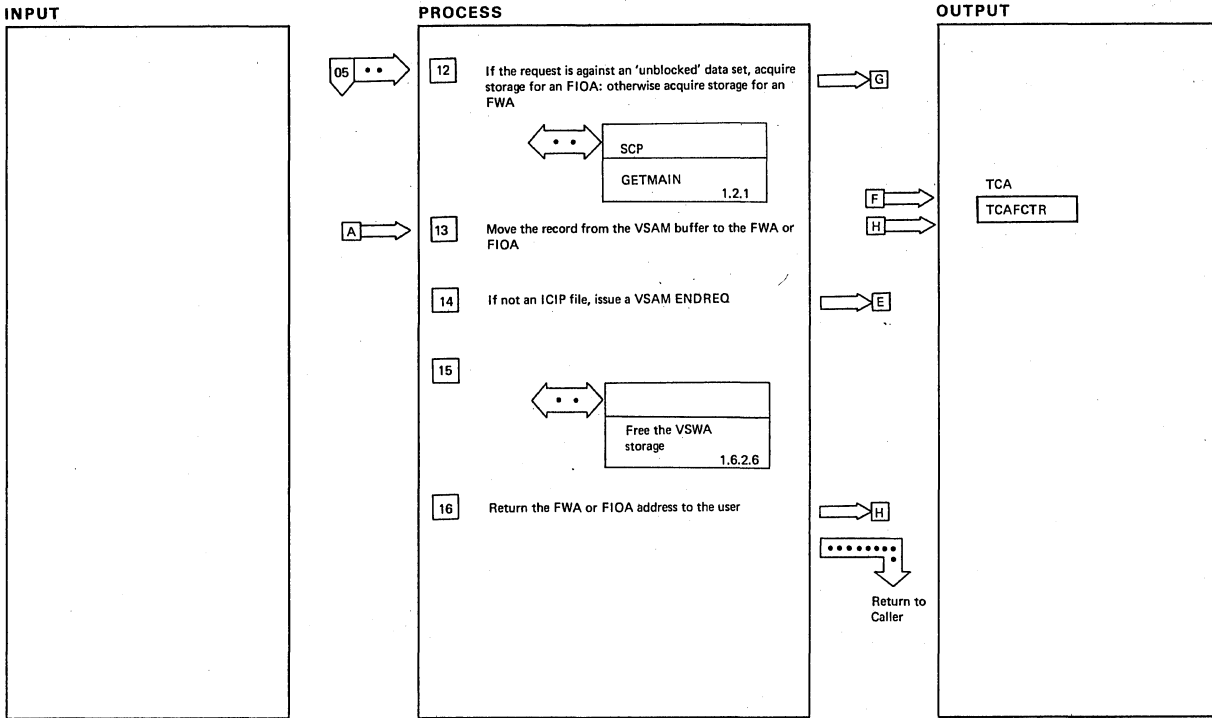 INPUT
PROCESS
OUTPUT
05
12
If the request is against an 'unblocked' data set, acquire
storage for an FIOA: otherwise acquire storage for an
FWA
G
SCP
GETMAIN
1.2.1
F
TCA
TCAFCTR
A
13
Move the record from the VSAM buffer to the FWA or
FIOA
H
14
If not an ICIP file, issue a VSAM ENDREQ
E
15
Free the VSWA
storage
1.6.2.6
16
Return the FWA or FIOA address to the user
H
Return to
Caller